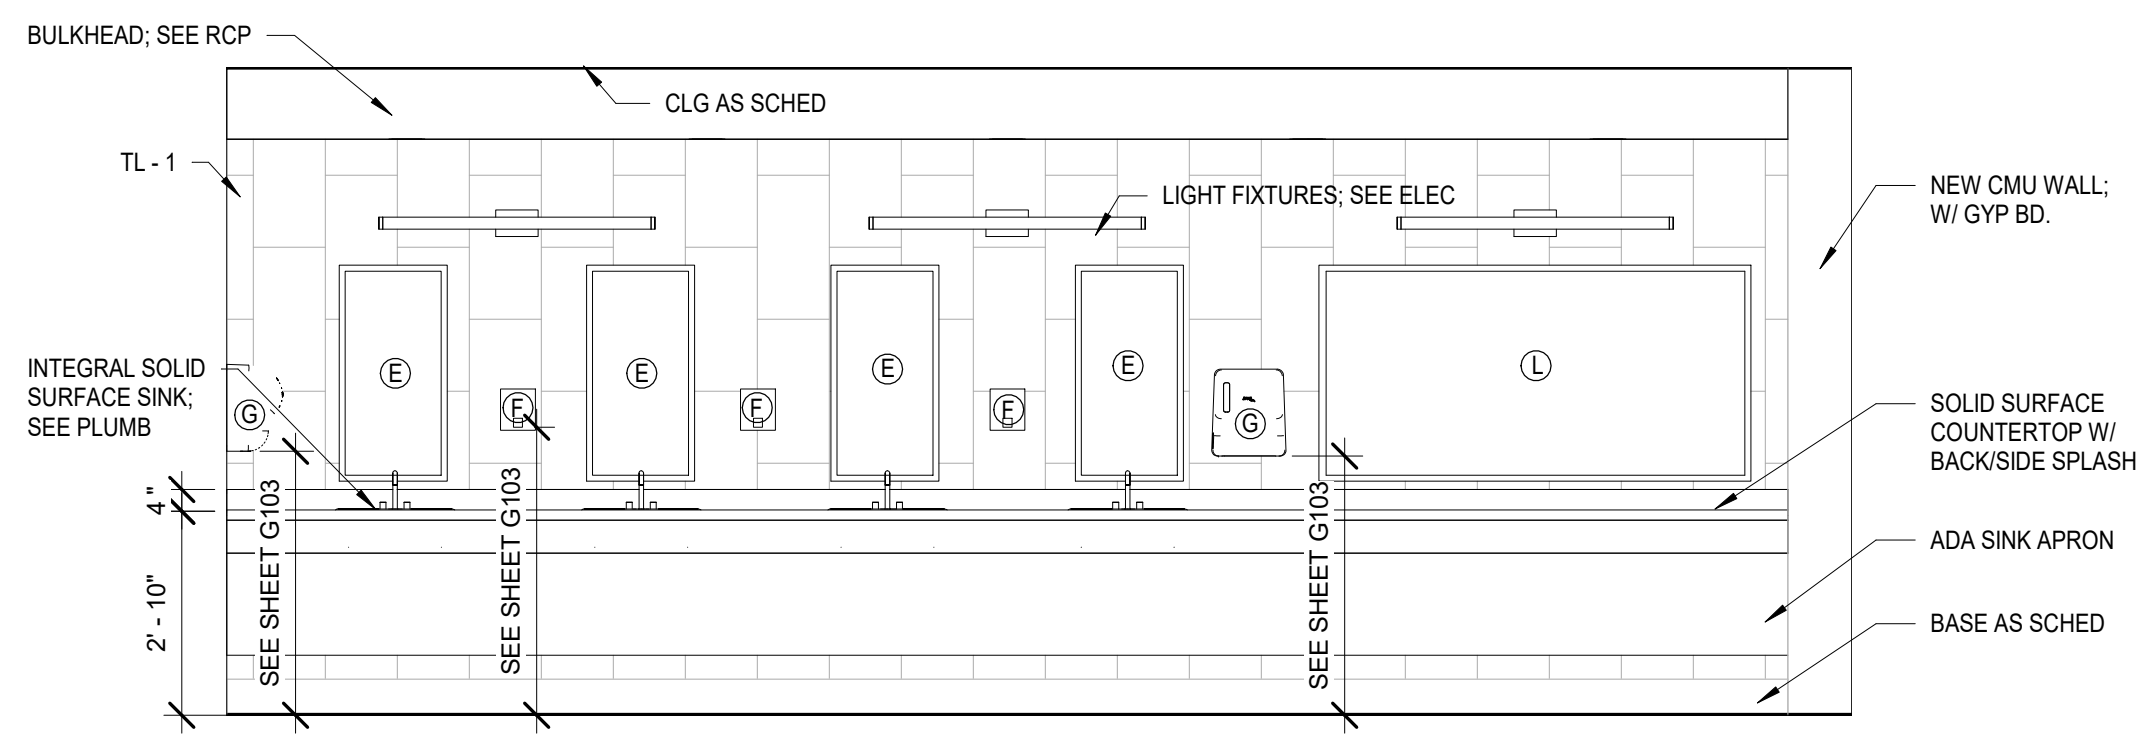 BULKHEAD; SEE RCP
CLG AS SCHED
TL - 1
LIGHT FIXTURES; SEE ELEC
NEW CMU WALL;
W/ GYP BD.
INTEGRAL SOLID
SURFACE SINK;
SEE PLUMB
E
E
E
E
L
F
F
F
G
G
SOLID SURFACE
COUNTERTOP W/
BACK/SIDE SPLASH
4 "
2' - 10"
SEE SHEET G103
SEE SHEET G103
SEE SHEET G103
ADA SINK APRON
BASE AS SCHED